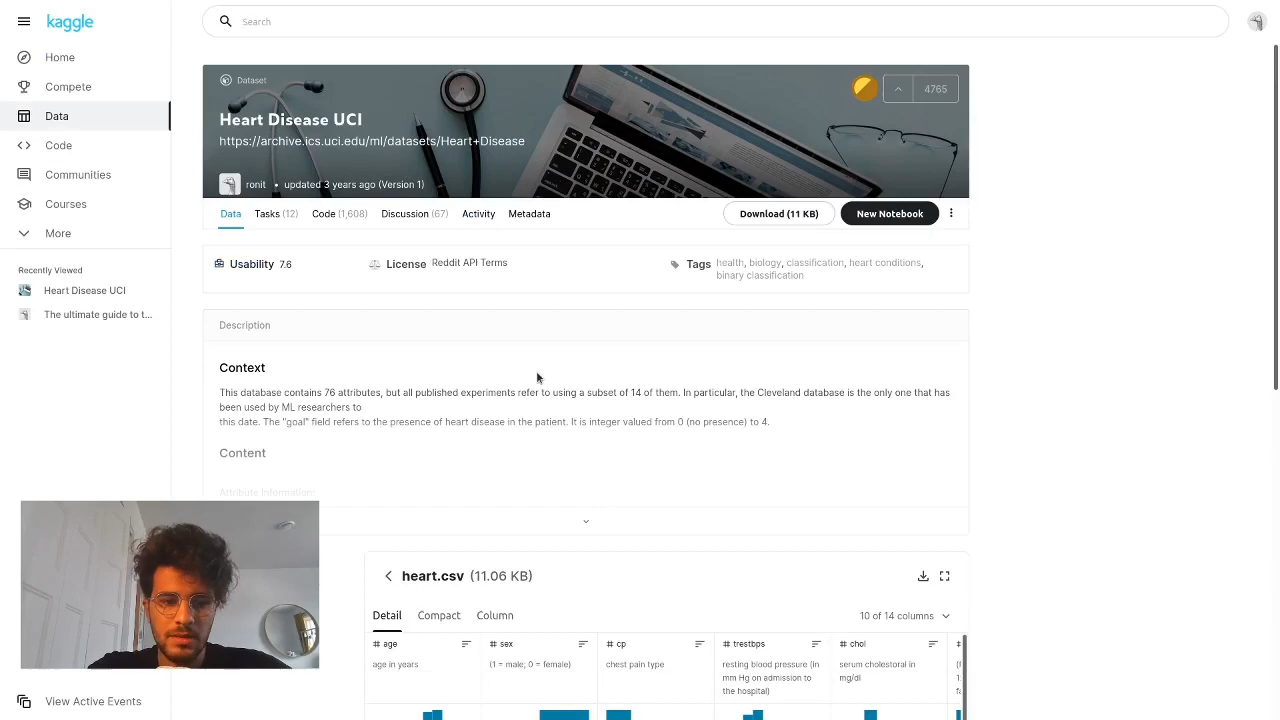 kaggle
Search
Home
Compete
Data
Code
Communities
Courses
More
Recently Viewed
Heart Disease UCI
The ultimate guide to t...
View Active Events
Dataset
4765
Heart Disease UCI
https://archive.ics.uci.edu/ml/datasets/Heart+Disease
ronit • updated 3 years ago (Version 1)
Data Tasks (12) Code (1,608) Discussion (67) Activity Metadata Download (11 KB) New Notebook
Usability 7.6 License Reddit API Terms Tags health, biology, classification, heart conditions,
binary classification
Description
Context
This database contains 76 attributes, but all published experiments refer to using a subset of 14 of them. In particular, the Cleveland database is the only one that has
been used by ML researchers to
this date. The "goal" field refers to the presence of heart disease in the patient. It is integer valued from 0 (no presence) to 4.
Content
Attribute Information:
heart.csv (11.06 KB)
Detail Compact Column 10 of 14 columns
# age # sex # cp # trestbps # chol #
age in years (1 = male; 0 = female) chest pain type resting blood pressure (in serum cholestoral in
mm Hg on admission to mg/dl
the hospital)